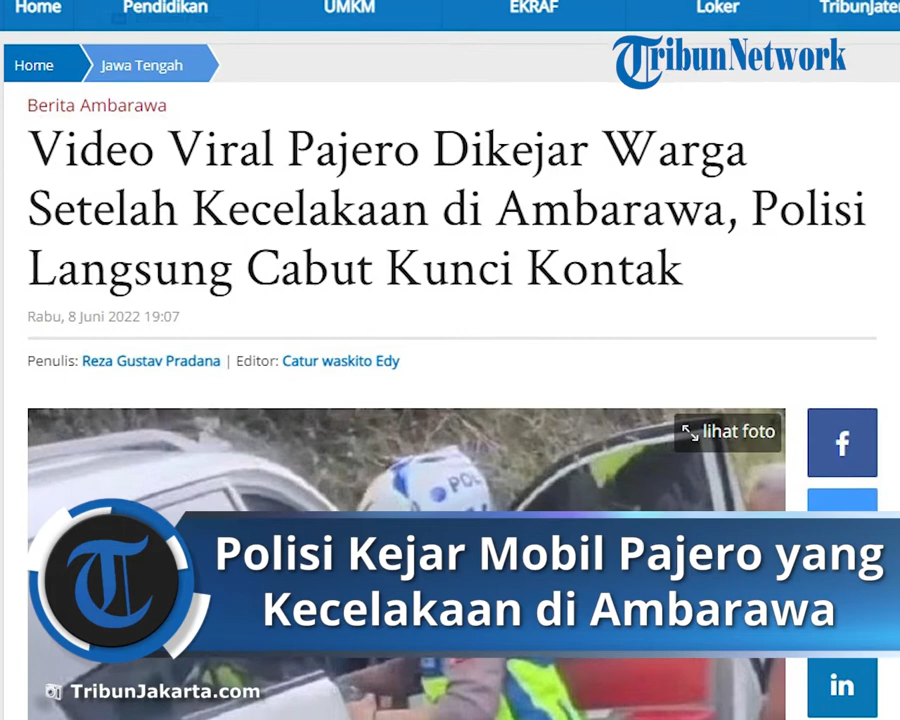 Home Pendidikan UMKM EKRAF Loker TribunJate
Home Jawa Tengah
TribunNetwork
Berita Ambarawa
Video Viral Pajero Dikejar Warga
Setelah Kecelakaan di Ambarawa, Polisi
Langsung Cabut Kunci Kontak
Rabu, 8 Juni 2022 19:07
Penulis: Reza Gustav Pradana | Editor: Catur waskito Edy
lihat foto
f
POL
T
Polisi Kejar Mobil Pajero yang
Kecelakaan di Ambarawa
TribunJakarta.com
in